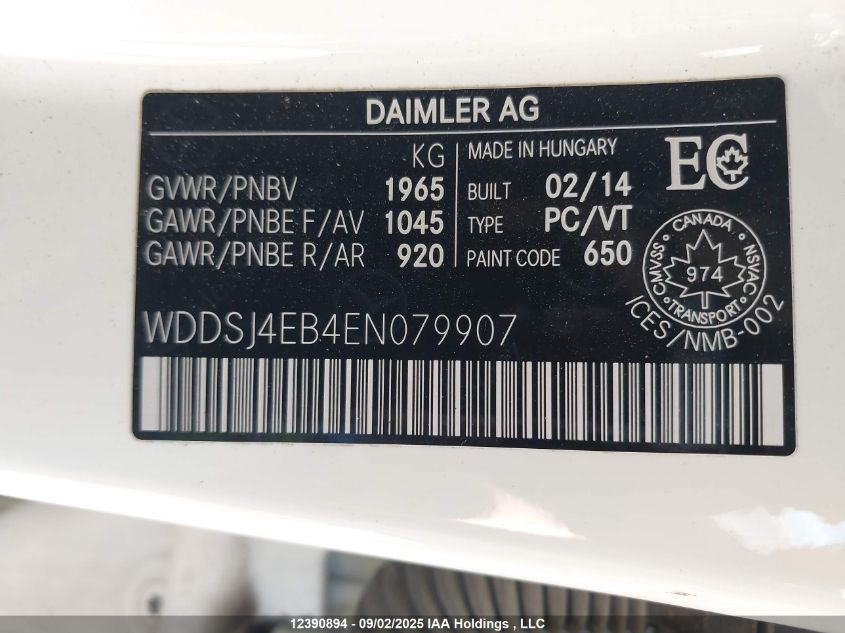 DAIMLER AG
KG
GVWR/PNBV 1965
GAWR/PNBE F/AV 1045
GAWR/PNBE R/AR 920
MADE IN HUNGARY
BUILT 02/14
TYPE PC/VT
PAINT CODE 650
EC
CANADA
CMVSS 974 NSVAC
TRANSPORT
ICES/NMB-002
WDDSJ4EB4EN079907
12390894 - 09/02/2025 IAA Holdings , LLC